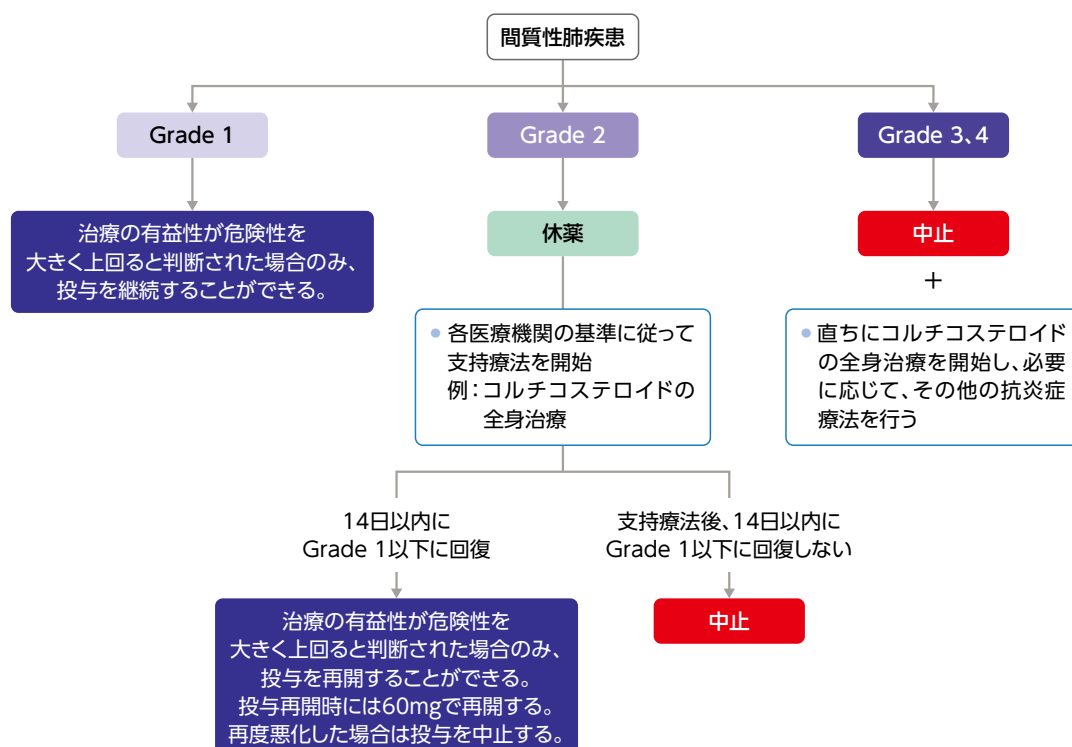 間質性肺疾患
Grade 1
Grade 2
Grade 3、4
治療の有益性が危険性を
大きく上回ると判断された場合のみ、
投与を継続することができる。
休薬
中止
+
● 各医療機関の基準に従って
支持療法を開始
例：コルチコステロイドの
全身治療
● 直ちにコルチコステロイド
の全身治療を開始し、必要
に応じて、その他の抗炎症
療法を行う
14日以内に
Grade 1以下に回復
支持療法後、14日以内に
Grade 1以下に回復しない
治療の有益性が危険性を
大きく上回ると判断された場合のみ、
投与を再開することができる。
投与再開時には60mgで再開する。
再度悪化した場合は投与を中止する。
中止